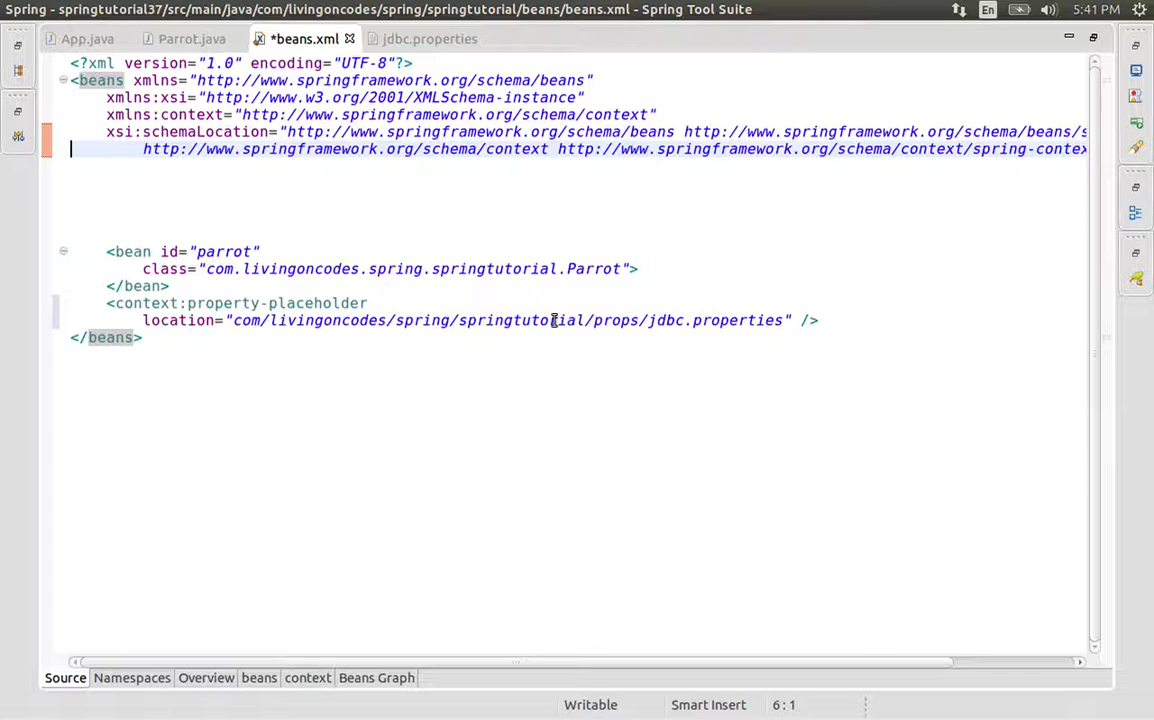 Spring - springtutorial37/src/main/java/com/livingoncodes/spring/springtutorial/beans/beans.xml - Spring Tool Suite
En
5:41 PM
App.java
Parrot.java
*beans.xml
jdbc.properties
<?xml version="1.0" encoding="UTF-8"?>
<beans xmlns="http://www.springframework.org/schema/beans"
xmlns:xsi="http://www.w3.org/2001/XMLSchema-instance"
xmlns:context="http://www.springframework.org/schema/context"
xsi:schemaLocation="http://www.springframework.org/schema/beans http://www.springframework.org/schema/beans/s
http://www.springframework.org/schema/context http://www.springframework.org/schema/context/spring-contex
<bean id="parrot"
class="com.livingoncodes.spring.springtutorial.Parrot">
</bean>
<context:property-placeholder
location="com/livingoncodes/spring/springtutorial/props/jdbc.properties" />
</beans>
Source
Namespaces
Overview
beans
context
Beans Graph
Writable
Smart Insert
6 : 1